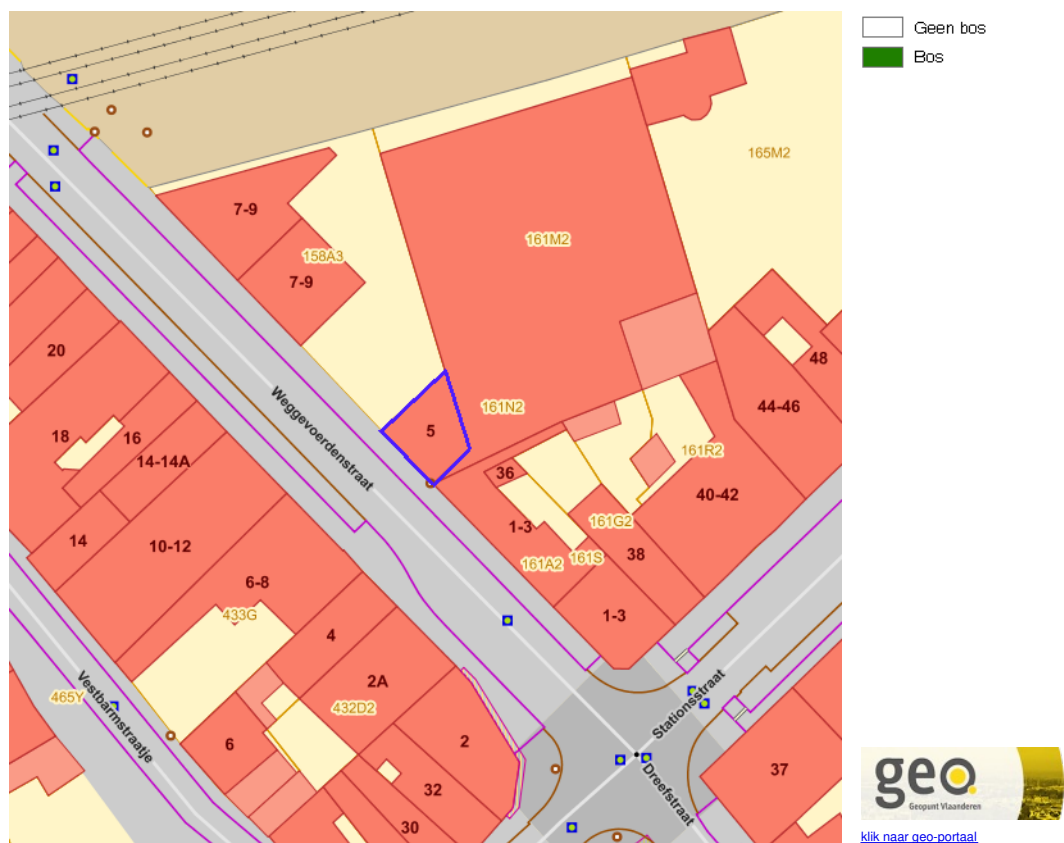 Geen bos
Bos
165M2
7-9
161M2
158A3
7-9
20
48
44-46
Weggevoerdenstraat
161N2
5
18
16
14-14A
36
161R2
40-42
1-3
161G2
14
10-12
38
161A2
161S
6-8
433G
1-3
4
465Y
Vestbarmstraatje
2A
432D2
Stationsstraat
6
2
37
Dreefstraat
32
30
geo
Geopunt Vlaanderen
klik naar geo-portaal